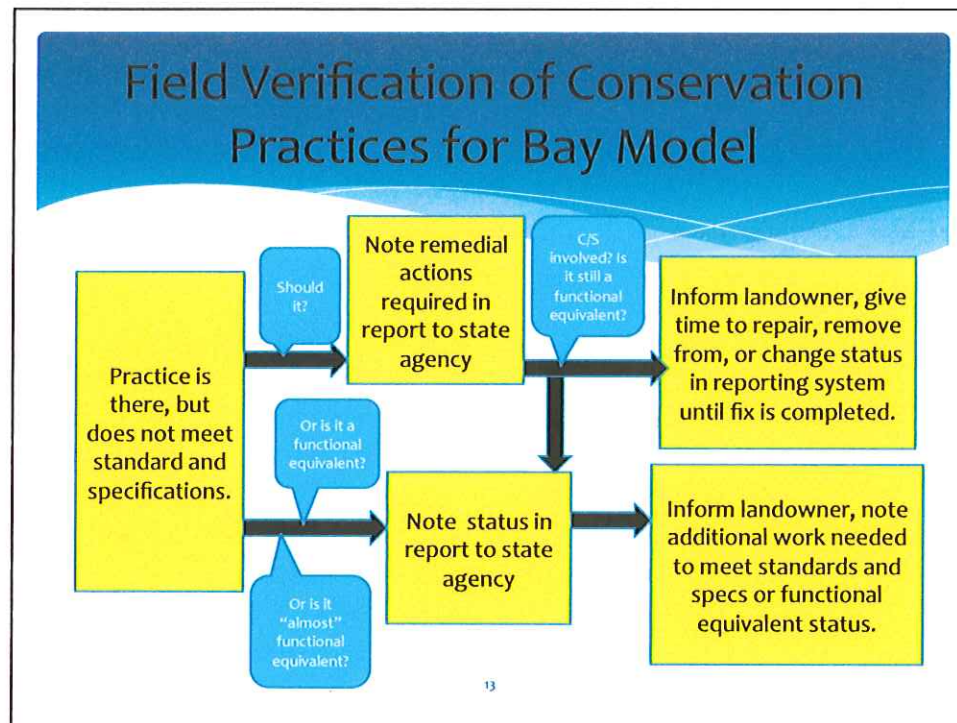 Field Verification of Conservation
Practices for Bay Model
Practice is
there, but
does not meet
standard and
specifications.
Should
it?
Note remedial
actions
required in
report to state
agency
C/S
involved? Is
it still a
functional
equivalent?
Inform landowner, give
time to repair, remove
from, or change status
in reporting system
until fix is completed.
Or is it a
functional
equivalent?
Or is it
“almost”
functional
equivalent?
Note status in
report to state
agency
Inform landowner, note
additional work needed
to meet standards and
specs or functional
equivalent status.
13